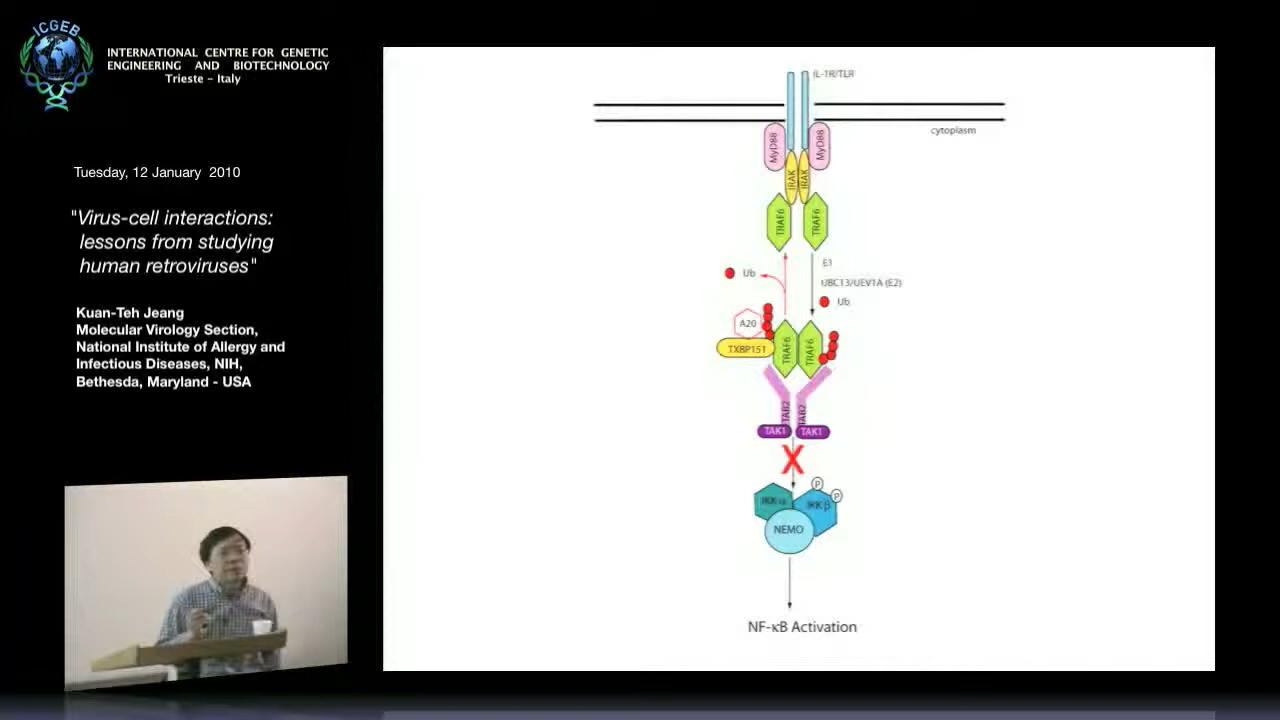 ICGEB
INTERNATIONAL CENTRE FOR GENETIC
ENGINEERING AND BIOTECHNOLOGY
Trieste - Italy
Tuesday, 12 January 2010
"Virus-cell interactions:
lessons from studying
human retroviruses"
Kuan-Teh Jeang
Molecular Virology Section,
National Institute of Allergy and
Infectious Diseases, NIH,
Bethesda, Maryland - USA
IL-1R/TLR
cytoplasm
MyD88
MyD88
IRAK
IRAK
TRAF6
TRAF6
E1
Ub
UBC13/UEV1A (E2)
Ub
A20
TXBP151
TRAF6
TRAF6
TAB2
TAB2
TAK1
TAK1
X
P
P
IKK α
IKK β
NEMO
NF-κB Activation